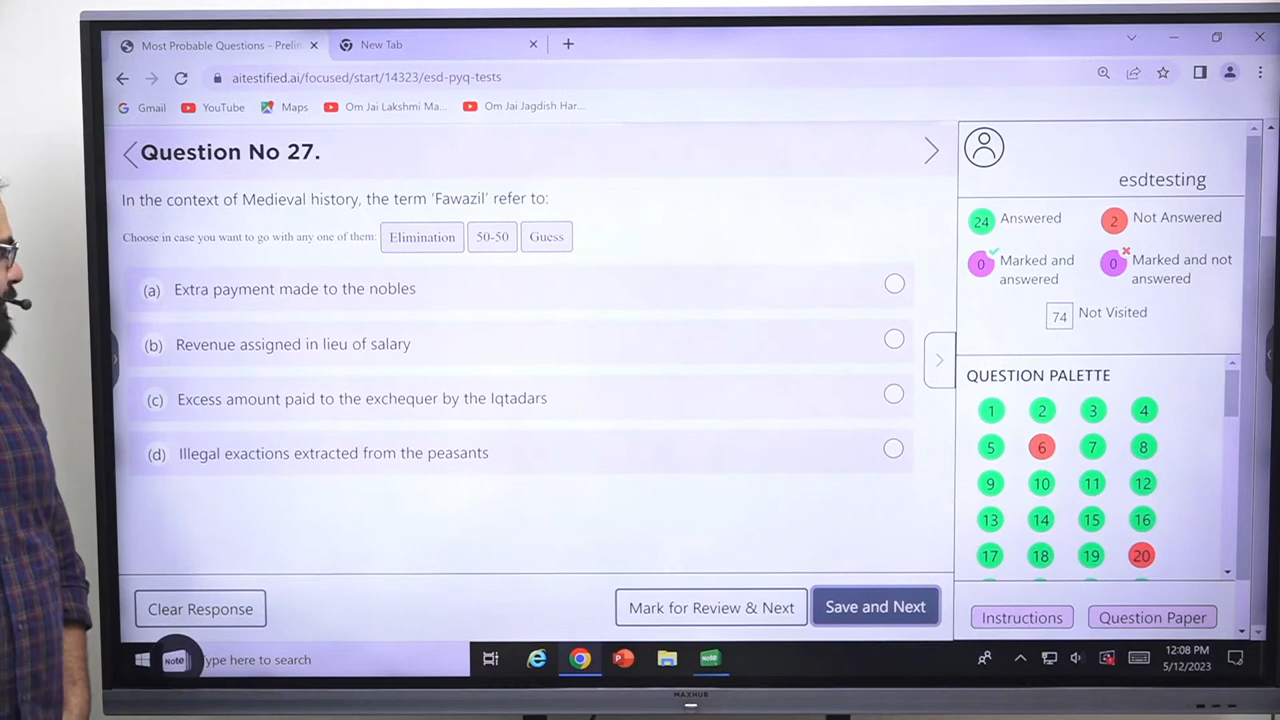 Most Probable Questions - Prelin
New Tab
aitestified.ai/focused/start/14323/esd-pyq-tests
Gmail YouTube Maps Om Jai Lakshmi Ma... Om Jai Jagdish Har...
Question No 27.
In the context of Medieval history, the term ‘Fawazil’ refer to:
Choose in case you want to go with any one of them: Elimination 50-50 Guess
(a) Extra payment made to the nobles
(b) Revenue assigned in lieu of salary
(c) Excess amount paid to the exchequer by the Iqtadars
(d) Illegal exactions extracted from the peasants
Clear Response
Mark for Review & Next
Save and Next
esdtesting
24 Answered
2 Not Answered
0 Marked and answered
0 Marked and not answered
74 Not Visited
QUESTION PALETTE
1 2 3 4
5 6 7 8
9 10 11 12
13 14 15 16
17 18 19 20
Instructions
Question Paper
Note
ype here to search
Note
12:08 PM
5/12/2023
MAXHUB